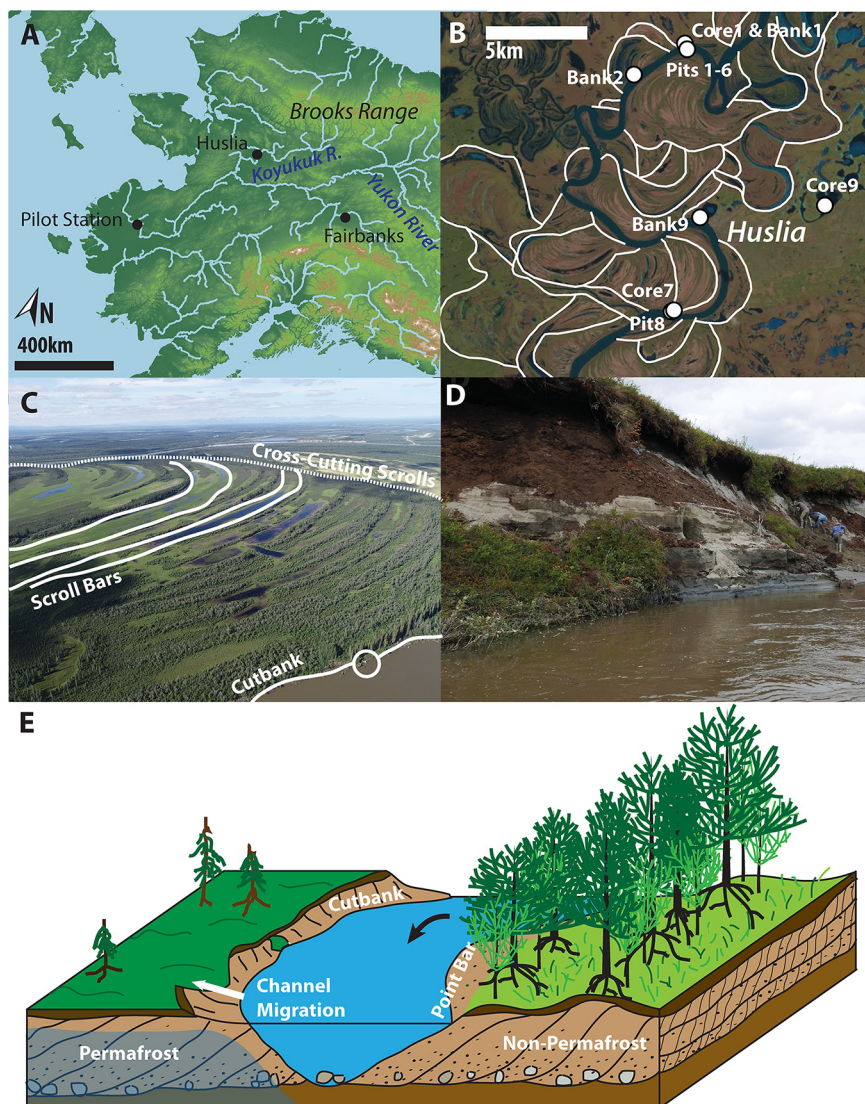 A
Brooks Range
Huslia
Koyukuk R.
Yukon River
Pilot Station
Fairbanks
N
400km
B
5km
Core1 & Bank1
Pits 1-6
Bank2
Core9
Bank9
Huslia
Core7
Pit8
C
Cross-Cutting Scrolls
Scroll Bars
Cutbank
D
E
Cutbank
Channel
Migration
Point Bar
Permafrost
Non-Permafrost